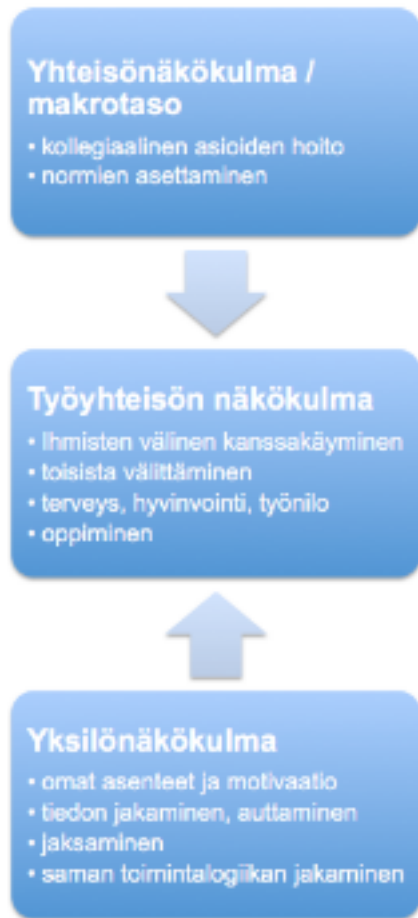 Yhteisönäkökulma /
makrotaso
• kollegiaalinen asioiden hoito
• normien asettaminen
Työyhteisön näkökulma
• Ihmisten välinen kanssakäyminen
• toisista välittäminen
• terveys, hyvinvointi, työnilo
• oppiminen
Yksilönäkökulma
• omat asenteet ja motivaatio
• tiedon jakaminen, auttaminen
• jaksaminen
• saman toimintalogiikan jakaminen